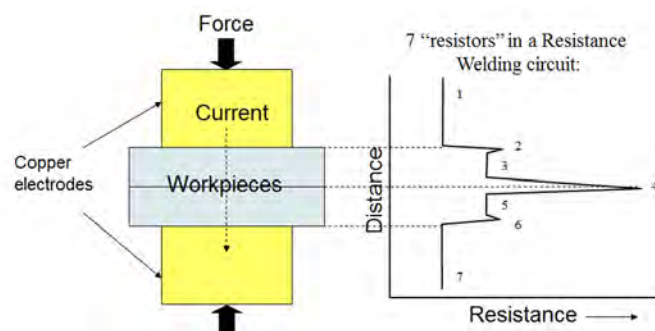 Force
Current
Copper
electrodes
Workpieces
7 “resistors” in a Resistance
Welding circuit:
1
2
3
4
5
6
7
Distance
Resistance